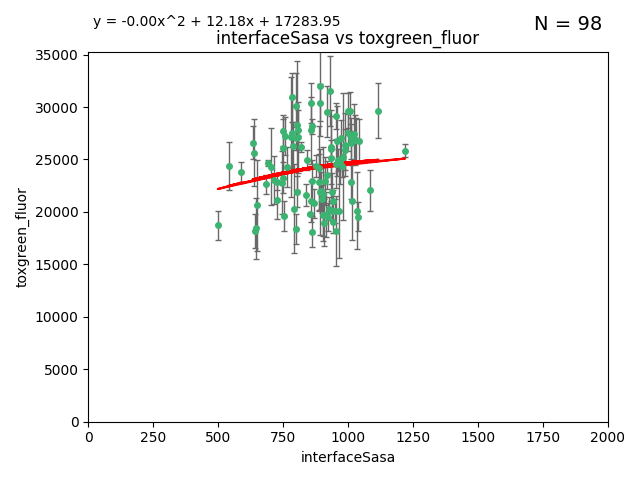 y = -0.00x^2 + 12.18x + 17283.95
N = 98
interfaceSasa vs toxgreen_fluor
35000
30000
25000
20000
15000
10000
5000
0
toxgreen_fluor
0 250 500 750 1000 1250 1500 1750 2000
interfaceSasa